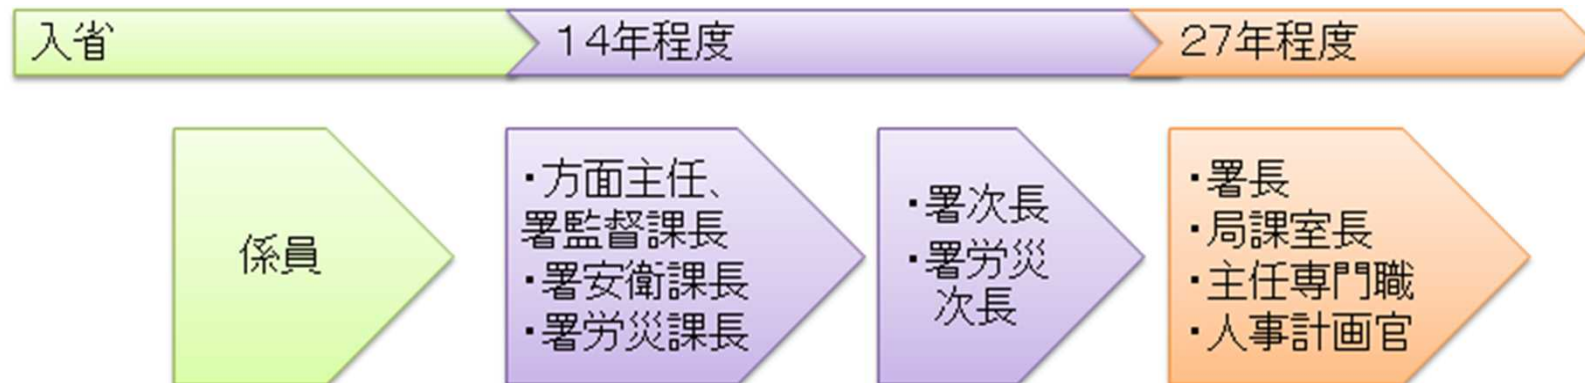 入省
14年程度
27年程度
係員
・方面主任、
署監督課長
・署安衛課長
・署労災課長
・署次長
・署労災
次長
・署長
・局課室長
・主任専門職
・人事計画官